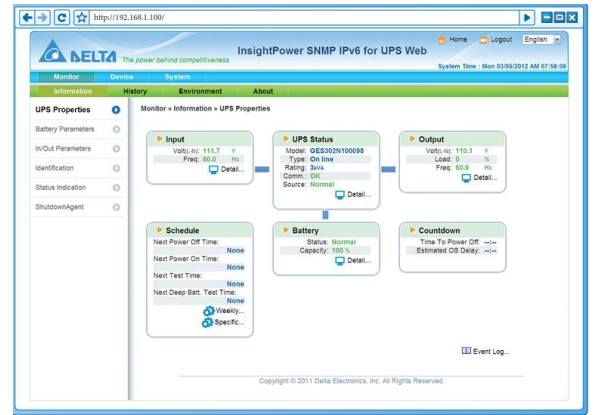 http://192.168.1.100/
Home Logout English
DELTA The power behind competitiveness
InsightPower SNMP IPv6 for UPS Web
System Time : Mon 03/05/2012 AM 07:58:06
Monitor Device System
Information History Environment About
UPS Properties
Battery Parameters
In/Out Parameters
Identification
Status Indication
ShutdownAgent
Monitor » Information » UPS Properties
Input
Volt(L-N): 111.7 V
Freq: 60.0 Hz
Detail...
UPS Status
Model: GES302N100098
Type: On line
Rating: 3kVA
Comm.: OK
Source: Normal
Detail...
Output
Volt(L-N): 110.1 V
Load: 0 %
Freq: 60.0 Hz
Detail...
Schedule
Next Power Off Time:
None
Next Power On Time:
None
Next Test Time:
None
Next Deep Batt. Test Time:
None
Weekly...
Specific...
Battery
Status: Normal
Capacity: 100 %
Detail...
Countdown
Time To Power Off: --:--
Estimated OS Delay: --:--
Event Log...
Copyright © 2011 Delta Electronics, Inc. All Rights Reserved.